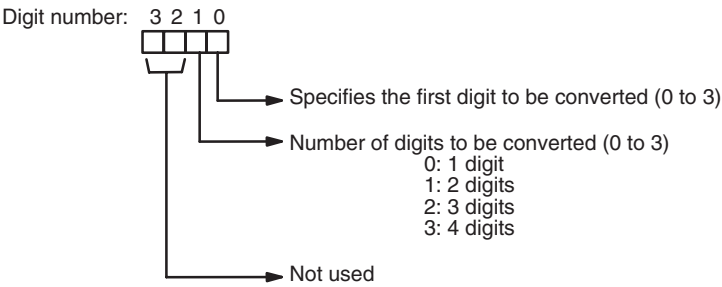 Digit number: 3 2 1 0
Specifies the first digit to be converted (0 to 3)
Number of digits to be converted (0 to 3)
0: 1 digit
1: 2 digits
2: 3 digits
3: 4 digits
Not used